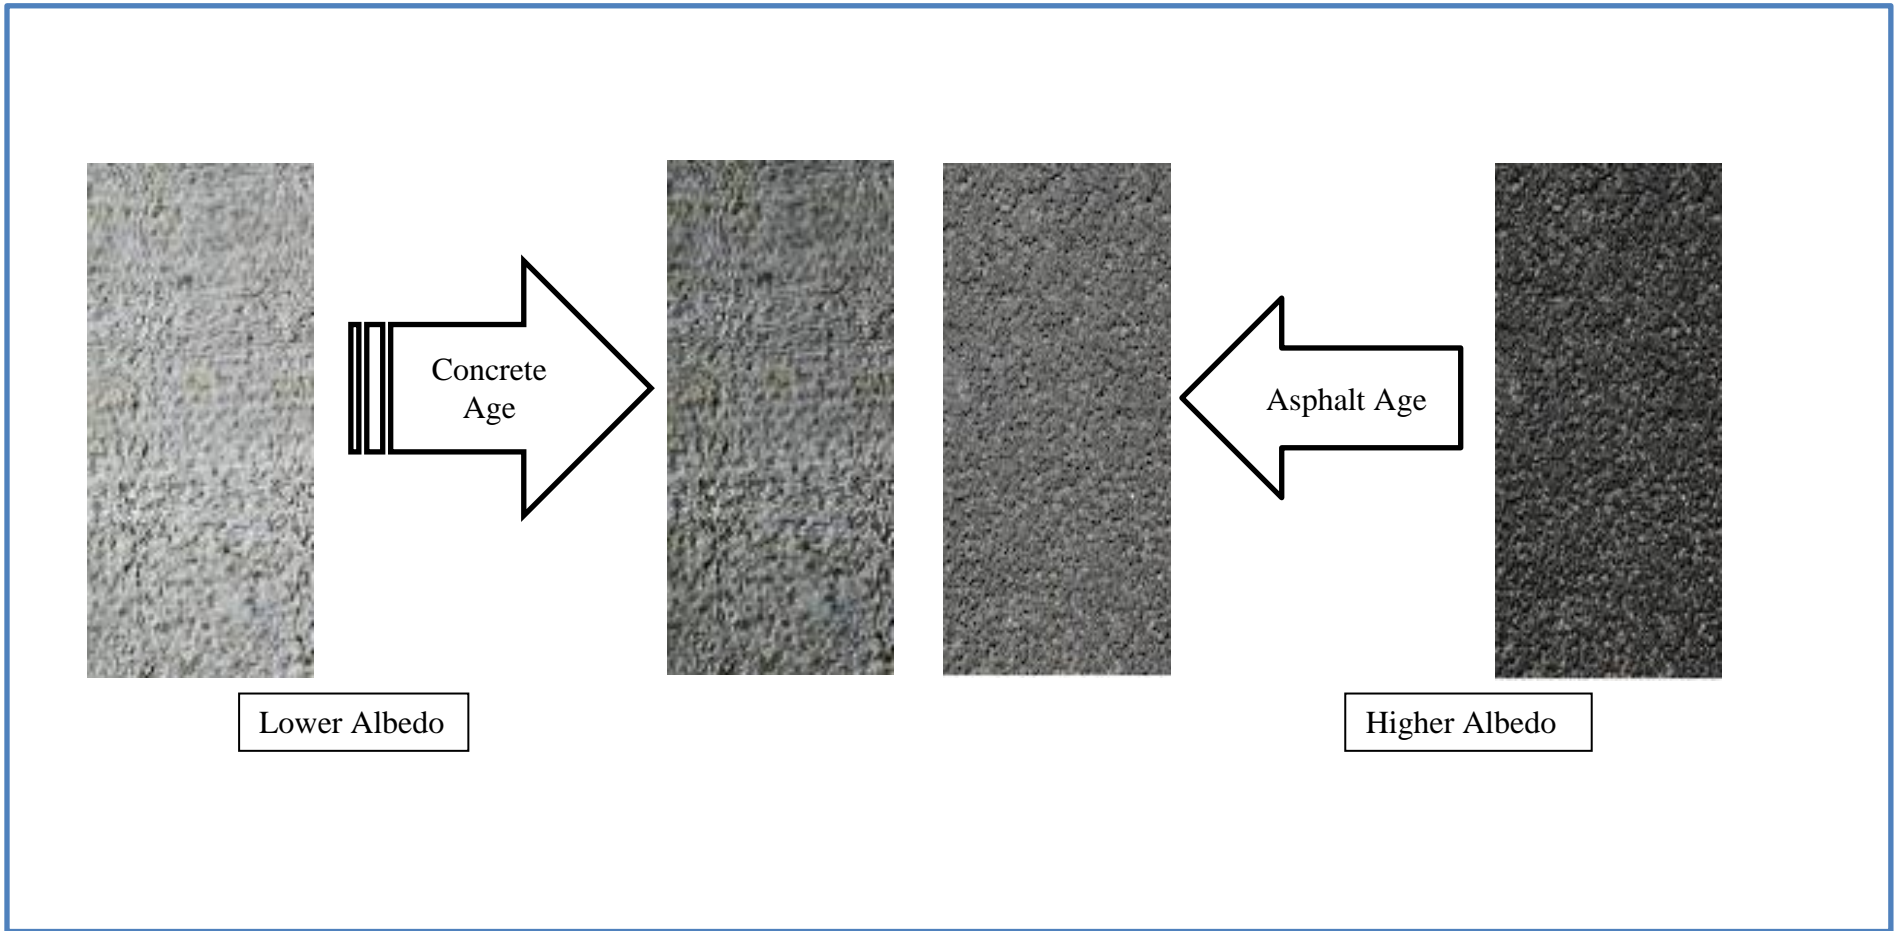 Concrete
Age
Asphalt Age
Lower Albedo
Higher Albedo